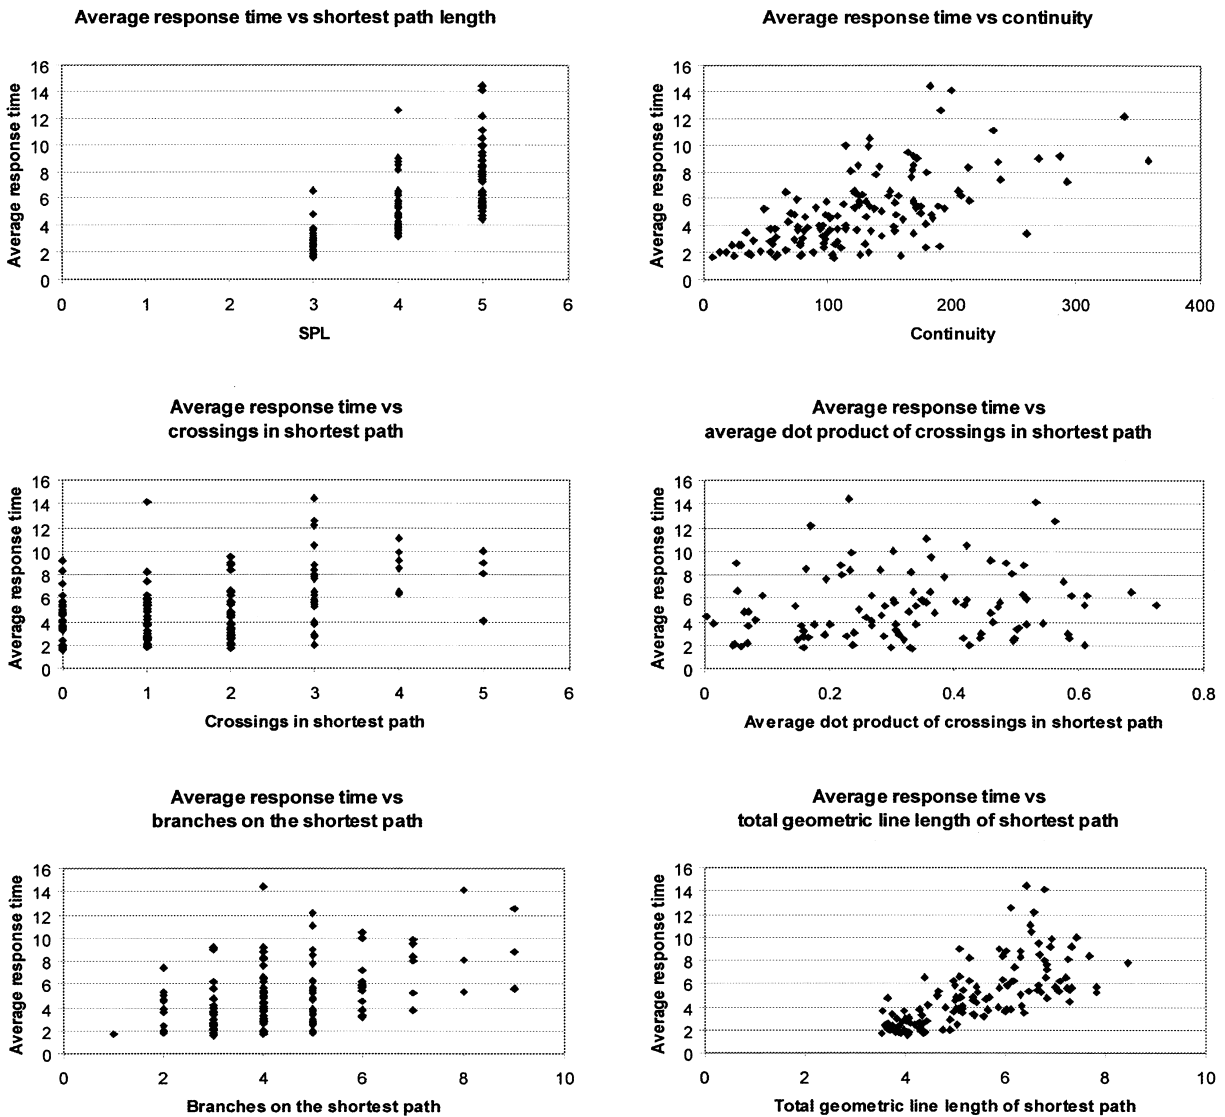 Average response time vs shortest path length
Average response time
16
14
12
10
8
6
4
2
0
0 1 2 3 4 5 6
SPL
Average response time vs continuity
Average response time
16
14
12
10
8
6
4
2
0
0 100 200 300 400
Continuity
Average response time vs
crossings in shortest path
Average response time
16
14
12
10
8
6
4
2
0
0 1 2 3 4 5 6
Crossings in shortest path
Average response time vs
average dot product of crossings in shortest path
Average response time
16
14
12
10
8
6
4
2
0
0 0.2 0.4 0.6 0.8
Average dot product of crossings in shortest path
Average response time vs
branches on the shortest path
Average response time
16
14
12
10
8
6
4
2
0
0 2 4 6 8 10
Branches on the shortest path
Average response time vs
total geometric line length of shortest path
Average response time
16
14
12
10
8
6
4
2
0
0 2 4 6 8 10
Total geometric line length of shortest path